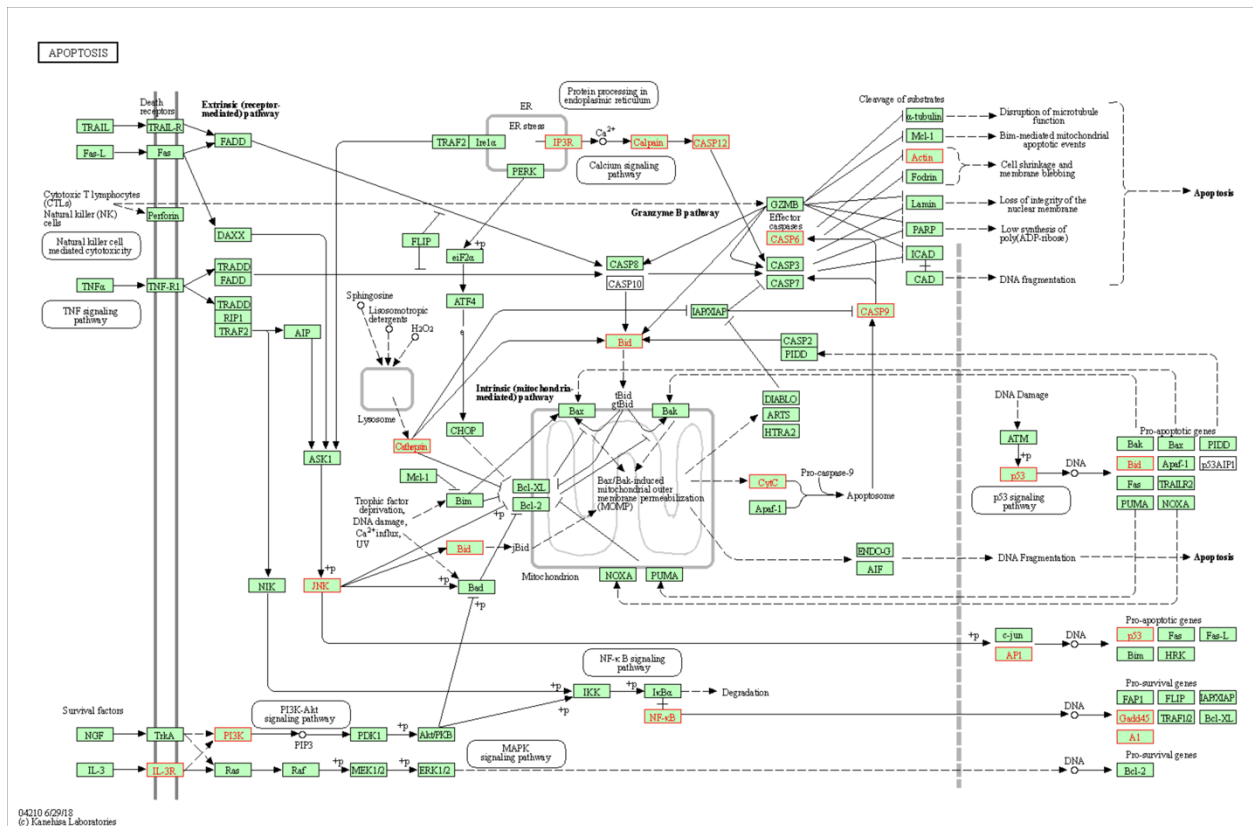 APOPTOSIS
Death
receptors
Extrinsic (receptor-
mediated) pathway
TRAIL
TRAIL-R
FADD
Fas-L
Fas
Cytotoxic T lymphocytes
(CTLs)
Natural killer (NK)
cells
Perforin
Natural killer cell
mediated cytotoxicity
DAXX
TNFα
TNF-R1
TRADD
FADD
TNF signaling
pathway
TRADD
RIP1
TRAF2
AIP
ER
Protein processing in
endoplasmic reticulum
ER stress
TRAF2
Ire1α
IP3R
Ca2+
Calpain
CASP12
Calcium signaling
pathway
PERK
FLIP
+p
eiF2α
ATF4
e
CHOP
Sphingosine
Lisosomotropic
detergents
H2O2
Lysosome
Cathepsin
Granzyme B pathway
GZMB
Effector
caspases
CASP6
CASP3
CASP7
CASP8
CASP10
IAP/XIAP
CASP9
Bid
CASP2
PIDD
Cleavage of substrates
α-tubulin
Disruption of microtubule
function
Mcl-1
Bim-mediated mitochondrial
apoptotic events
Actin
Cell shrinkage and
membrane blebbing
Fodrin
Lamin
Loss of integrity of the
nuclear membrane
PARP
Low synthesis of
poly(ADP-ribose)
ICAD
CAD
DNA fragmentation
Apoptosis
Intrinsic (mitochondria-
mediated) pathway
tBid
gtBid
Bax
Bak
DIABLO
ARTS
HTRA2
ASK1
Mcl-1
Bim
Bcl-XL
Bcl-2
+p
Trophic factor
deprivation,
DNA damage,
Ca2+ influx,
UV
Bax/Bak-induced
mitochondrial outer
membrane permeabilization
(MOMP)
CytC
Pro-caspase-9
Apaf-1
Apoptosome
Bid
jBid
Mitochondrion
NOXA
PUMA
ENDO-G
AIF
DNA Fragmentation
Apoptosis
DNA Damage
ATM
+p
p53
DNA
p53 signaling
pathway
Pro-apoptotic genes
Bak
Bax
PIDD
Bid
Apaf-1
p53AIP1
Fas
TRAILR2
PUMA
NOXA
NIK
+p
JNK
+p
Bad
+p
+p
c-jun
AP1
DNA
Pro-apoptotic genes
p53
Fas
Fas-L
Bim
HRK
NF-κB signaling
pathway
+p
IKK
+p
+p
IκBα
Degradation
NF-κB
DNA
Pro-survival genes
FAP1
FLIP
IAP/XIAP
Gadd45
TRAF1/2
Bcl-XL
A1
Survival factors
PI3K-Akt
signaling pathway
NGF
TrkA
PI3K
PIP3
PDK1
+p
Akt/PKB
MAPK
signaling pathway
IL-3
IL-3R
Ras
Raf
+p
MEK1/2
+p
ERK1/2
DNA
Pro-survival genes
Bcl-2
04210 6/29/18
(c) Kanehisa Laboratories